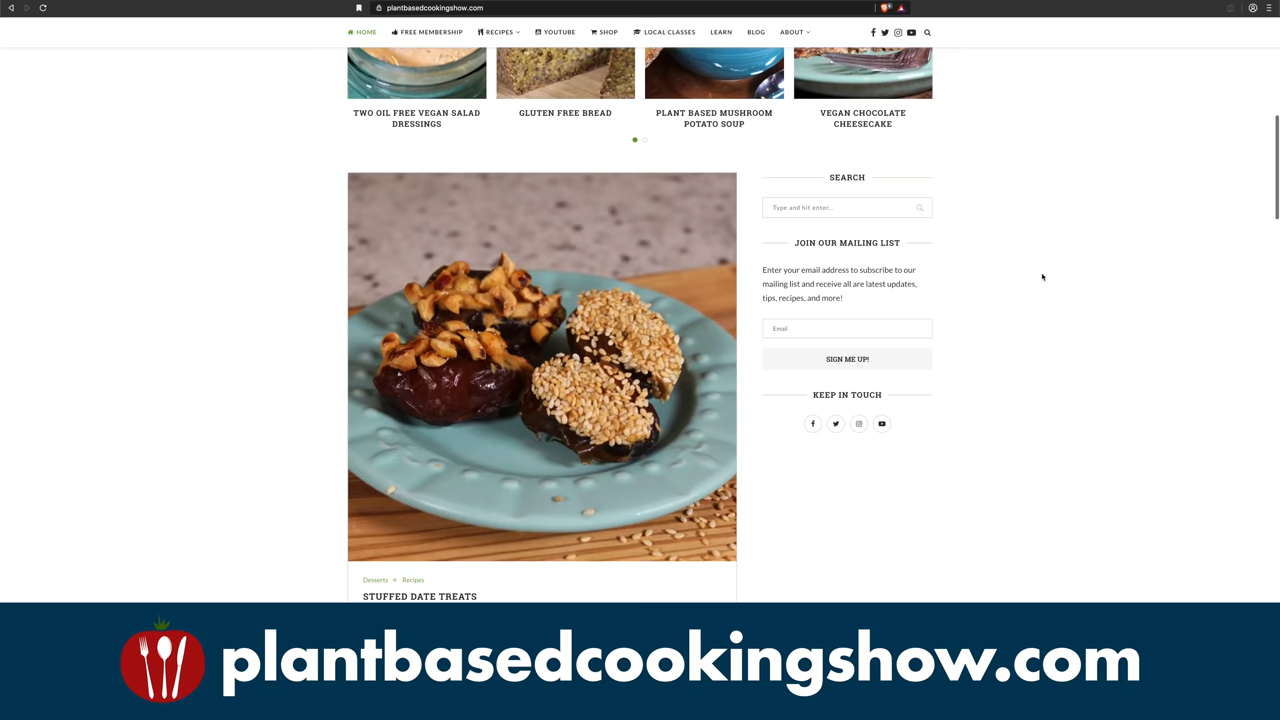 plantbasedcookingshow.com
HOME FREE MEMBERSHIP RECIPES YOUTUBE SHOP LOCAL CLASSES LEARN BLOG ABOUT
TWO OIL FREE VEGAN SALAD
DRESSINGS
GLUTEN FREE BREAD
PLANT BASED MUSHROOM
POTATO SOUP
VEGAN CHOCOLATE
CHEESECAKE
SEARCH
Type and hit enter...
JOIN OUR MAILING LIST
Enter your email address to subscribe to our
mailing list and receive all are latest updates,
tips, recipes, and more!
Email
SIGN ME UP!
KEEP IN TOUCH
Desserts Recipes
STUFFED DATE TREATS
plantbasedcookingshow.com